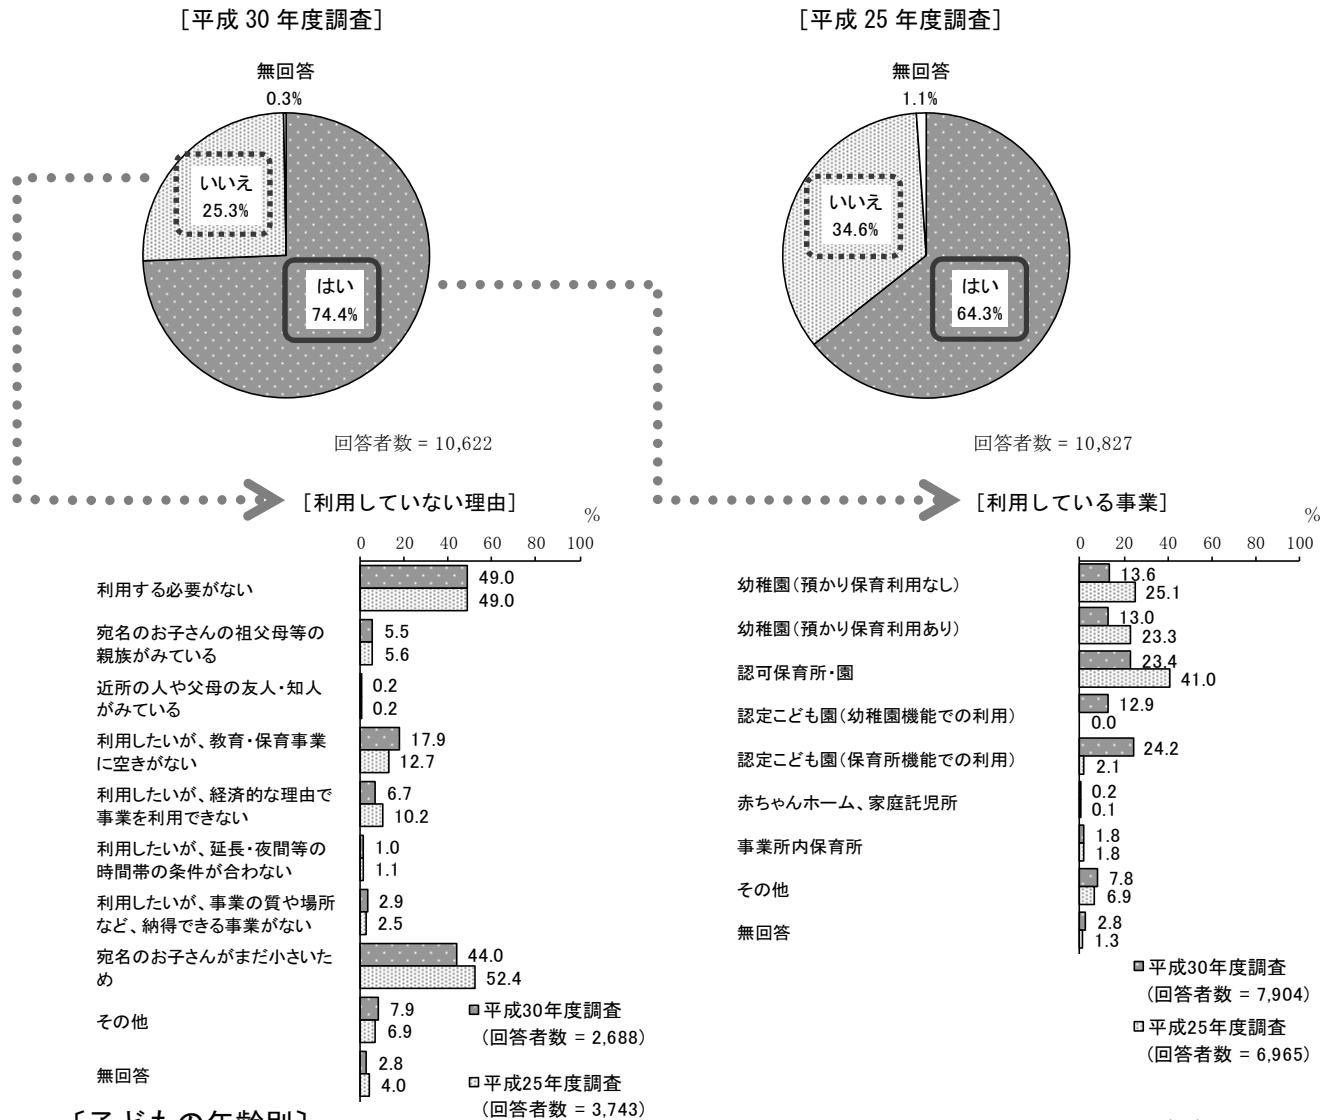 ［平成 30 年度調査］
無回答
0.3%
いいえ
25.3%
はい
74.4%
回答者数 = 10,622
［平成 25 年度調査］
無回答
1.1%
いいえ
34.6%
はい
64.3%
回答者数 = 10,827
［利用していない理由］
%
0 20 40 60 80 100
利用する必要がない
49.0
49.0
宛名のお子さんの祖父母等の
親族がみている
5.5
5.6
近所の人や父母の友人・知人
がみている
0.2
0.2
利用したいが、教育・保育事業
に空きがない
17.9
12.7
利用したいが、経済的な理由で
事業を利用できない
6.7
10.2
利用したいが、延長・夜間等の
時間帯の条件が合わない
1.0
1.1
利用したいが、事業の質や場所
など、納得できる事業がない
2.9
2.5
宛名のお子さんがまだ小さいた
め
44.0
52.4
その他
7.9
6.9
無回答
2.8
4.0
平成30年度調査
（回答者数 = 2,688）
平成25年度調査
（回答者数 = 3,743）
［利用している事業］
%
0 20 40 60 80 100
幼稚園（預かり保育利用なし）
13.6
25.1
幼稚園（預かり保育利用あり）
13.0
23.3
認可保育所・園
23.4
41.0
認定こども園（幼稚園機能での利用）
12.9
0.0
認定こども園（保育所機能での利用）
24.2
2.1
赤ちゃんホーム、家庭託児所
0.2
0.1
事業所内保育所
1.8
1.8
その他
7.8
6.9
無回答
2.8
1.3
平成30年度調査
（回答者数 = 7,904）
平成25年度調査
（回答者数 = 6,965）
［子どもの年齢別］